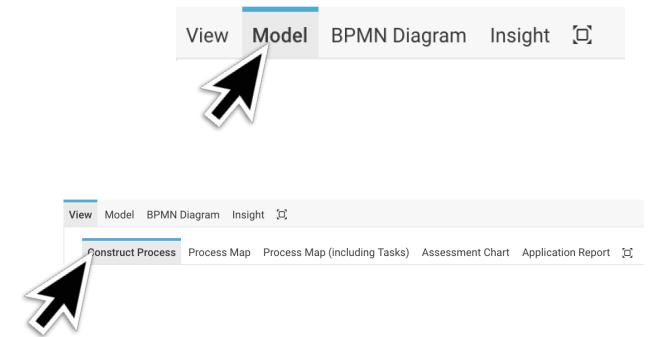 View Model BPMN Diagram Insight
View Model BPMN Diagram Insight
Construct Process Process Map Process Map (including Tasks) Assessment Chart Application Report